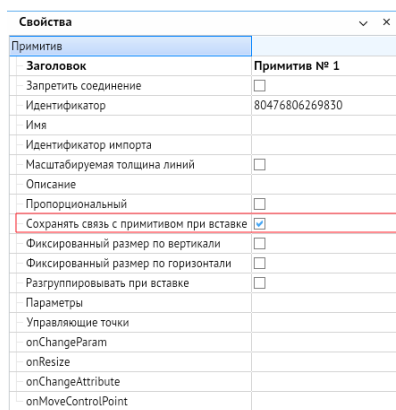 Свойства
Примитив
Заголовок Примитив № 1
Запретить соединение
Идентификатор 80476806269830
Имя
Идентификатор импорта
Масштабируемая толщина линий
Описание
Пропорциональный
Сохранять связь с примитивом при вставке
Фиксированный размер по вертикали
Фиксированный размер по горизонтали
Разгруппировывать при вставке
Параметры
Управляющие точки
onChangeParam
onResize
onChangeAttribute
onMoveControlPoint